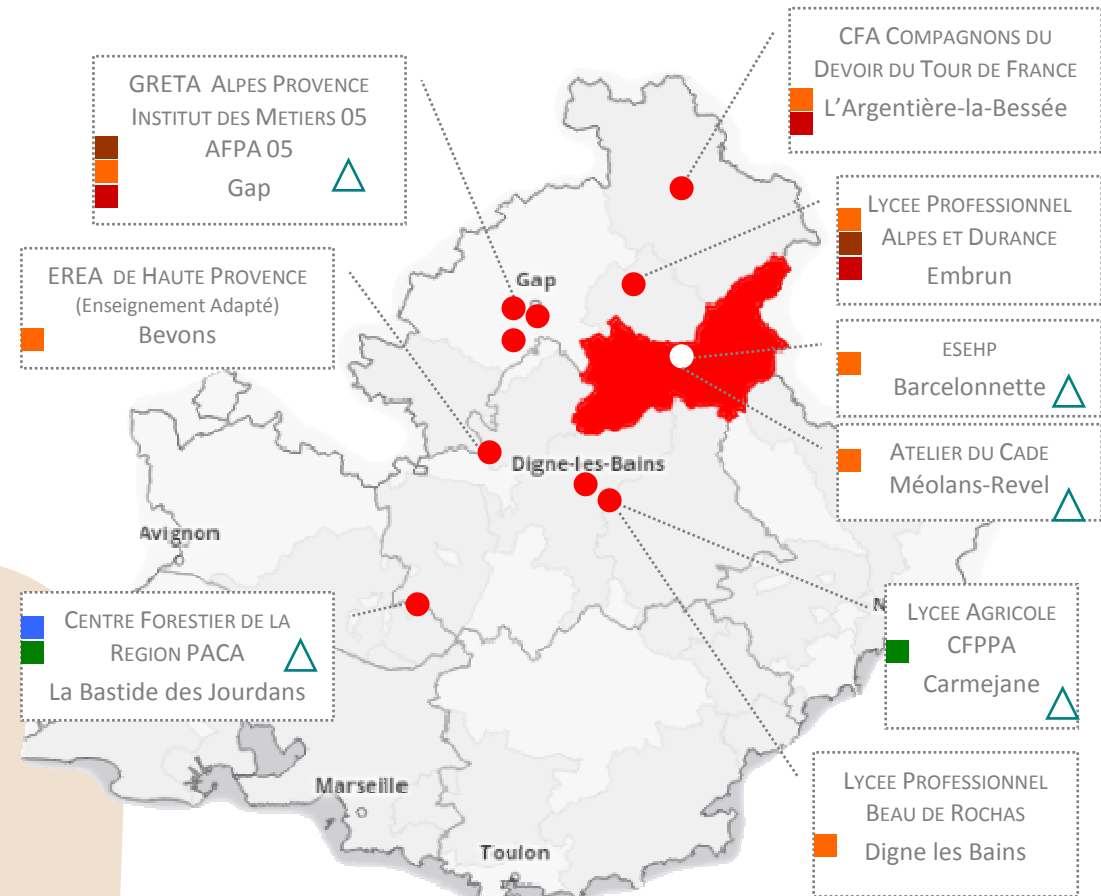 CFA COMPAGNONS DU
DEVOIR DU TOUR DE FRANCE
L'Argentière-la-Bessée
GRETA ALPES PROVENCE
INSTITUT DES METIERS 05
AFPA 05
Gap
LYCEE PROFESSIONNEL
ALPES ET DURANCE
Embrun
EREA DE HAUTE PROVENCE
(Enseignement Adapté)
Bevons
Gap
ESEHP
Barcelonnette
ATELIER DU CADE
Méolans-Revel
Digne-les-Bains
Avignon
CENTRE FORESTIER DE LA
REGION PACA
La Bastide des Jourdans
N
LYCEE AGRICOLE
CFPPA
Carmejane
Marseille
LYCEE PROFESSIONNEL
BEAU DE ROCHAS
Digne les Bains
Toulon